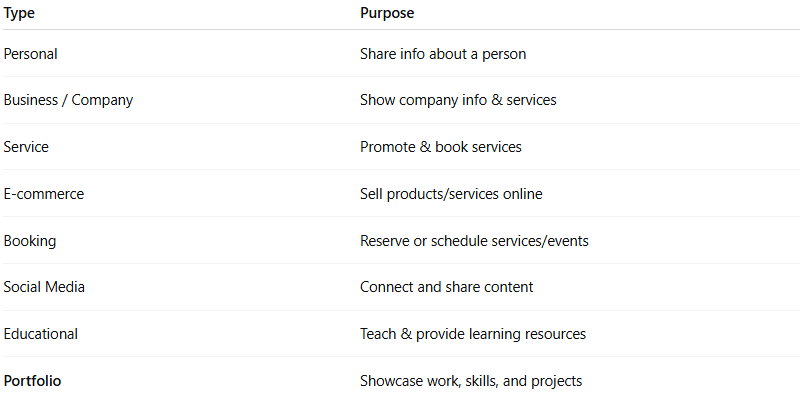 Type Purpose
Personal Share info about a person
Business / Company Show company info & services
Service Promote & book services
E-commerce Sell products/services online
Booking Reserve or schedule services/events
Social Media Connect and share content
Educational Teach & provide learning resources
Portfolio Showcase work, skills, and projects